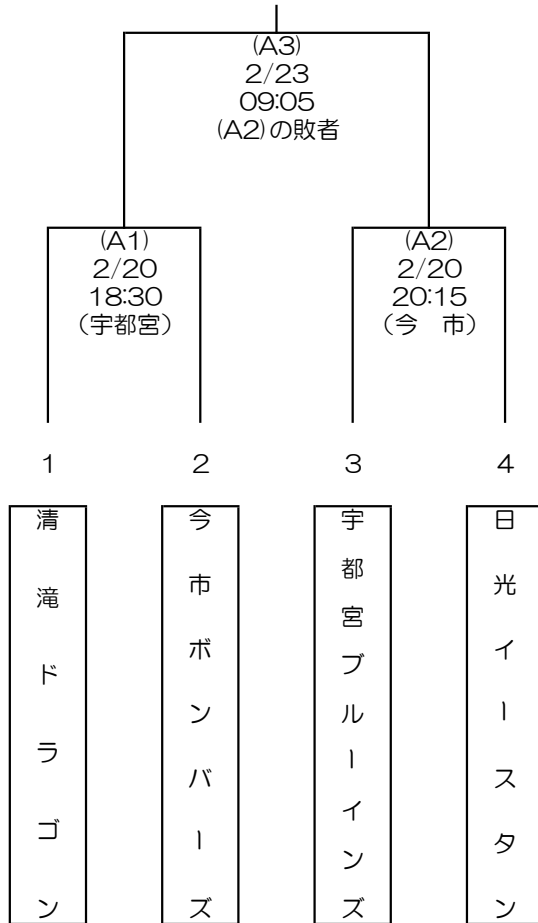 (A3)
2/23
09:05
(A2)の敗者
(A1)
2/20
18:30
(宇都宮)
(A2)
2/20
20:15
(今　市)
1
2
3
4
清滝ドラゴン
今市ボンバーズ
宇都宮ブルーインズ
日光イースタン